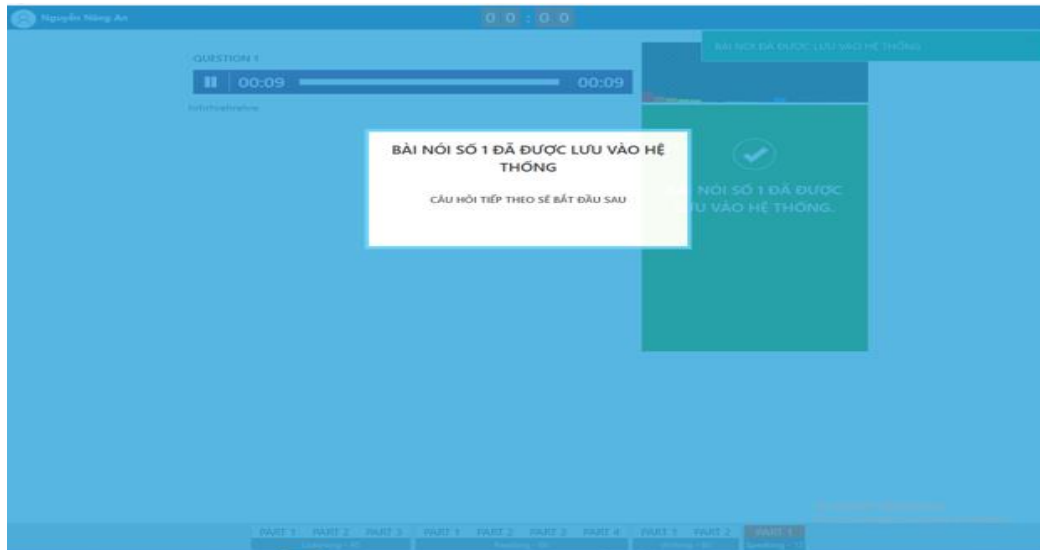 Nguyễn Năng An
00:00
BÀI NÓI ĐÃ ĐƯỢC LƯU VÀO HỆ THỐNG
QUESTION 1
00:09 00:09
BÀI NÓI SỐ 1 ĐÃ ĐƯỢC LƯU VÀO HỆ
THỐNG
CÂU HỎI TIẾP THEO SẼ BẮT ĐẦU SAU
NÓI SỐ 1 ĐÃ ĐƯỢC
U VÀO HỆ THỐNG.
PART 1 PART 2 PART 3 PART 1 PART 2 PART 3 PART 4 PART 1 PART 2 PART 1